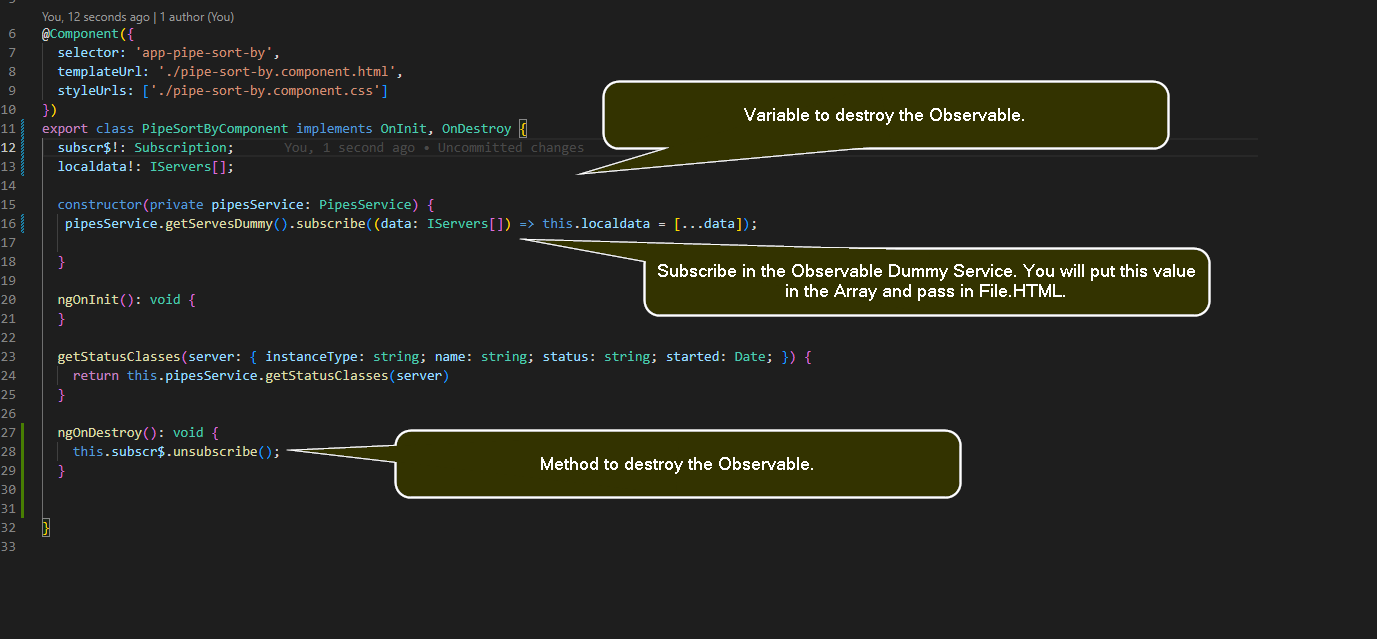 You, 12 seconds ago | 1 author (You)
6 @Component({
7 selector: 'app-pipe-sort-by',
8 templateUrl: './pipe-sort-by.component.html',
9 styleUrls: ['./pipe-sort-by.component.css']
10 })
Variable to destroy the Observable.
11 export class PipeSortByComponent implements OnInit, OnDestroy {
12 subscr$!: Subscription; You, 1 second ago • Uncommitted changes
13 localdata!: IServers[];
14
15 constructor(private pipesService: PipesService) {
16 pipesService.getServesDummy().subscribe((data: IServers[]) => this.localdata = [...data]);
17
18 }
Subscribe in the Observable Dummy Service. You will put this value
in the Array and pass in File.HTML.
19
20 ngOnInit(): void {
21 }
22
23 getStatusClasses(server: { instanceType: string; name: string; status: string; started: Date; }) {
24 return this.pipesService.getStatusClasses(server)
25 }
26
27 ngOnDestroy(): void {
28 this.subscr$.unsubscribe();
29 }
Method to destroy the Observable.
30
31
32 }
33